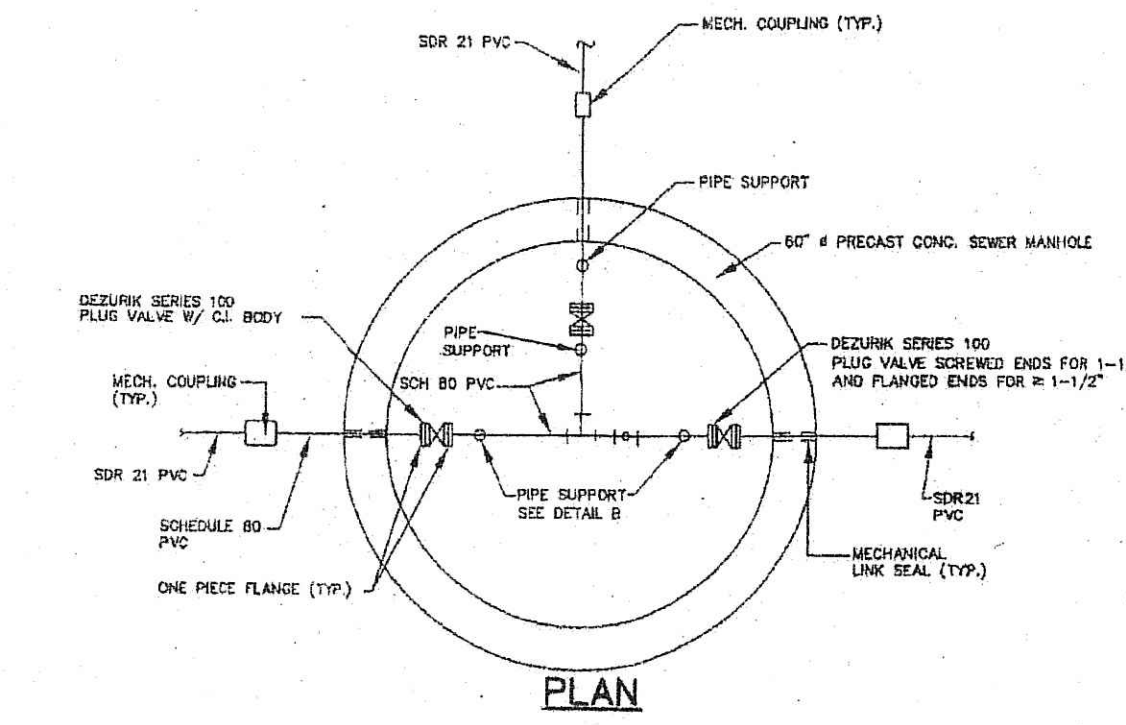 MECH. COUPLING (TYP.)
SDR 21 PVC
PIPE SUPPORT
60" ø PRECAST CONC. SEWER MANHOLE
DEZURIK SERIES 100
PLUG VALVE W/ C.I. BODY
PIPE
SUPPORT
DEZURIK SERIES 100
PLUG VALVE SCREWED ENDS FOR 1-1
AND FLANGED ENDS FOR ≥ 1-1/2"
MECH. COUPLING
(TYP.)
SCH 80 PVC
SDR 21 PVC
PIPE SUPPORT
SEE DETAIL B
SDR21
PVC
SCHEDULE 80
PVC
MECHANICAL
LINK SEAL (TYP.)
ONE PIECE FLANGE (TYP.)
PLAN